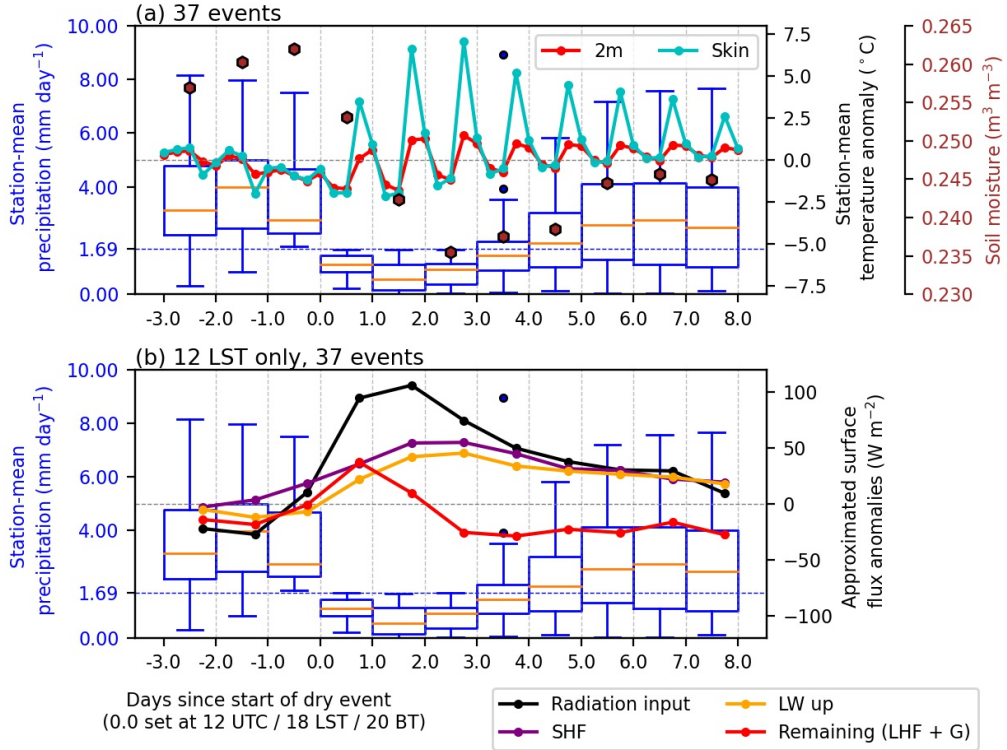 (a) 37 events
10.00
8.00
6.00
4.00
1.69
0.00
Station-mean
precipitation (mm day⁻¹)
2m
Skin
7.5
5.0
2.5
0.0
-2.5
-5.0
-7.5
Station-mean
temperature anomaly (°C)
0.265
0.260
0.255
0.250
0.245
0.240
0.235
0.230
Soil moisture (m³ m⁻³)
-3.0 -2.0 -1.0 0.0 1.0 2.0 3.0 4.0 5.0 6.0 7.0 8.0
(b) 12 LST only, 37 events
10.00
8.00
6.00
4.00
1.69
0.00
Station-mean
precipitation (mm day⁻¹)
100
50
0
-50
-100
Approximated surface
flux anomalies (W m⁻²)
-3.0 -2.0 -1.0 0.0 1.0 2.0 3.0 4.0 5.0 6.0 7.0 8.0
Days since start of dry event
(0.0 set at 12 UTC / 18 LST / 20 BT)
Radiation input
SHF
LW up
Remaining (LHF + G)